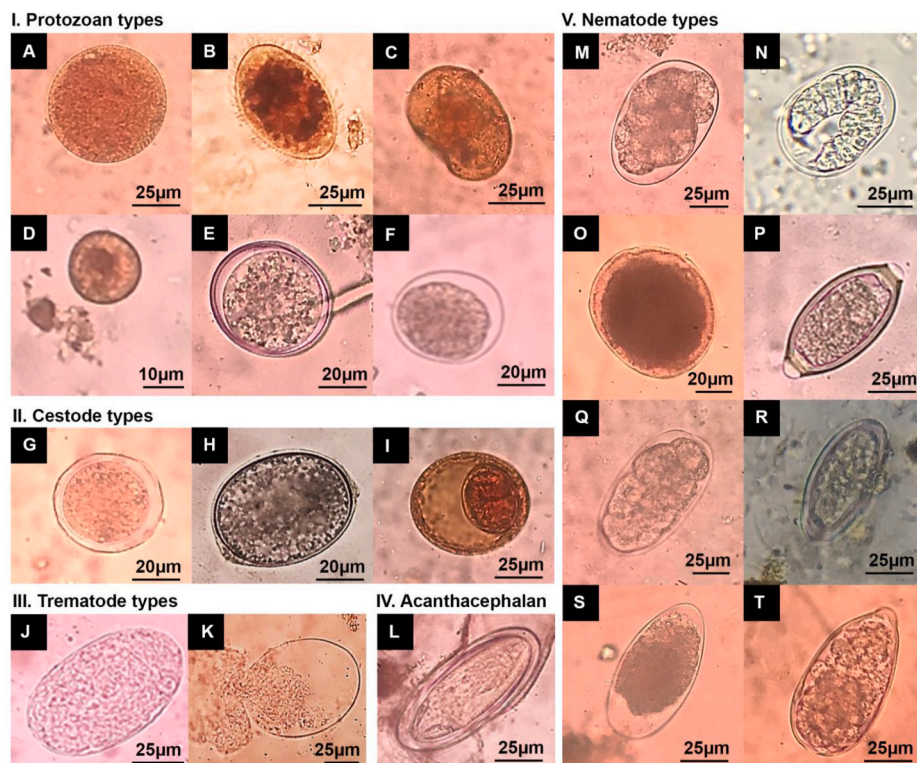 I. Protozoan types
A
25µm
B
25µm
C
25µm
D
10µm
E
20µm
F
20µm
II. Cestode types
G
20µm
H
20µm
I
25µm
III. Trematode types
J
25µm
K
25µm
IV. Acanthacephalan
L
25µm
V. Nematode types
M
25µm
N
25µm
O
20µm
P
25µm
Q
25µm
R
25µm
S
25µm
T
25µm